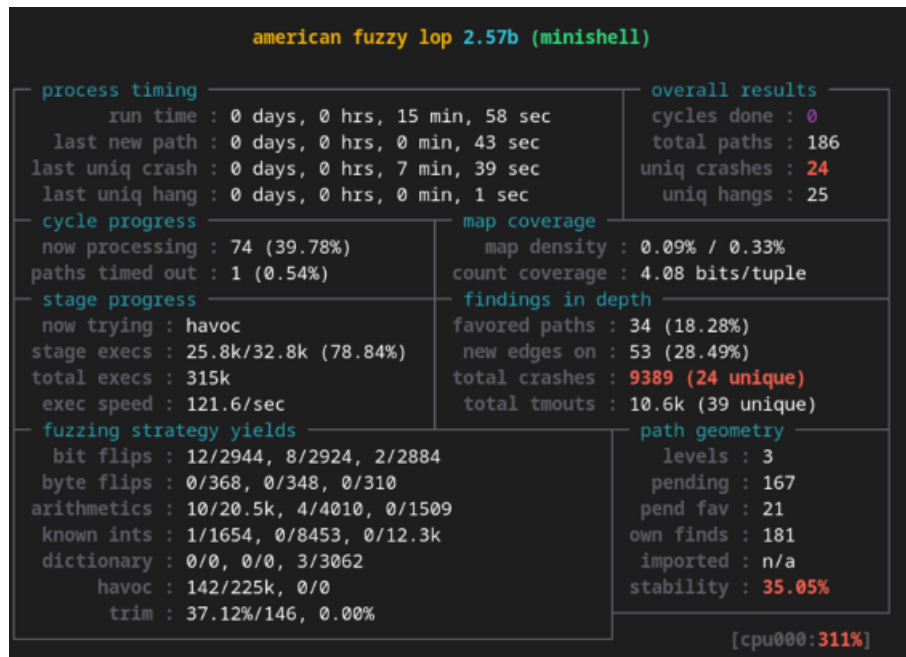 american fuzzy lop 2.57b (minishell)
process timing
run time : 0 days, 0 hrs, 15 min, 58 sec
last new path : 0 days, 0 hrs, 0 min, 43 sec
last uniq crash : 0 days, 0 hrs, 7 min, 39 sec
last uniq hang : 0 days, 0 hrs, 0 min, 1 sec
overall results
cycles done : 0
total paths : 186
uniq crashes : 24
uniq hangs : 25
cycle progress
now processing : 74 (39.78%)
paths timed out : 1 (0.54%)
map coverage
map density : 0.09% / 0.33%
count coverage : 4.08 bits/tuple
stage progress
now trying : havoc
stage execs : 25.8k/32.8k (78.84%)
total execs : 315k
exec speed : 121.6/sec
findings in depth
favored paths : 34 (18.28%)
new edges on : 53 (28.49%)
total crashes : 9389 (24 unique)
total tmouts : 10.6k (39 unique)
fuzzing strategy yields
bit flips : 12/2944, 8/2924, 2/2884
byte flips : 0/368, 0/348, 0/310
arithmetics : 10/20.5k, 4/4010, 0/1509
known ints : 1/1654, 0/8453, 0/12.3k
dictionary : 0/0, 0/0, 3/3062
havoc : 142/225k, 0/0
trim : 37.12%/146, 0.00%
path geometry
levels : 3
pending : 167
pend fav : 21
own finds : 181
imported : n/a
stability : 35.05%
[cpu000:311%]